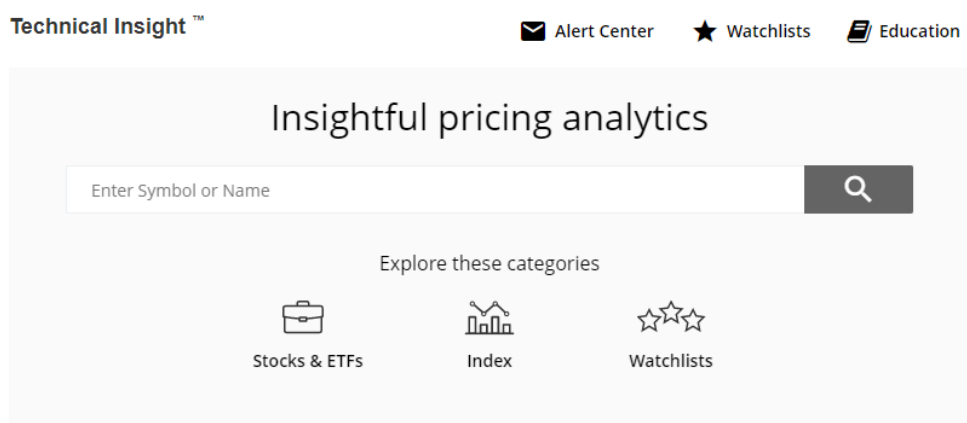 Technical Insight ™
Alert Center
Watchlists
Education
Insightful pricing analytics
Enter Symbol or Name
Explore these categories
Stocks & ETFs
Index
Watchlists